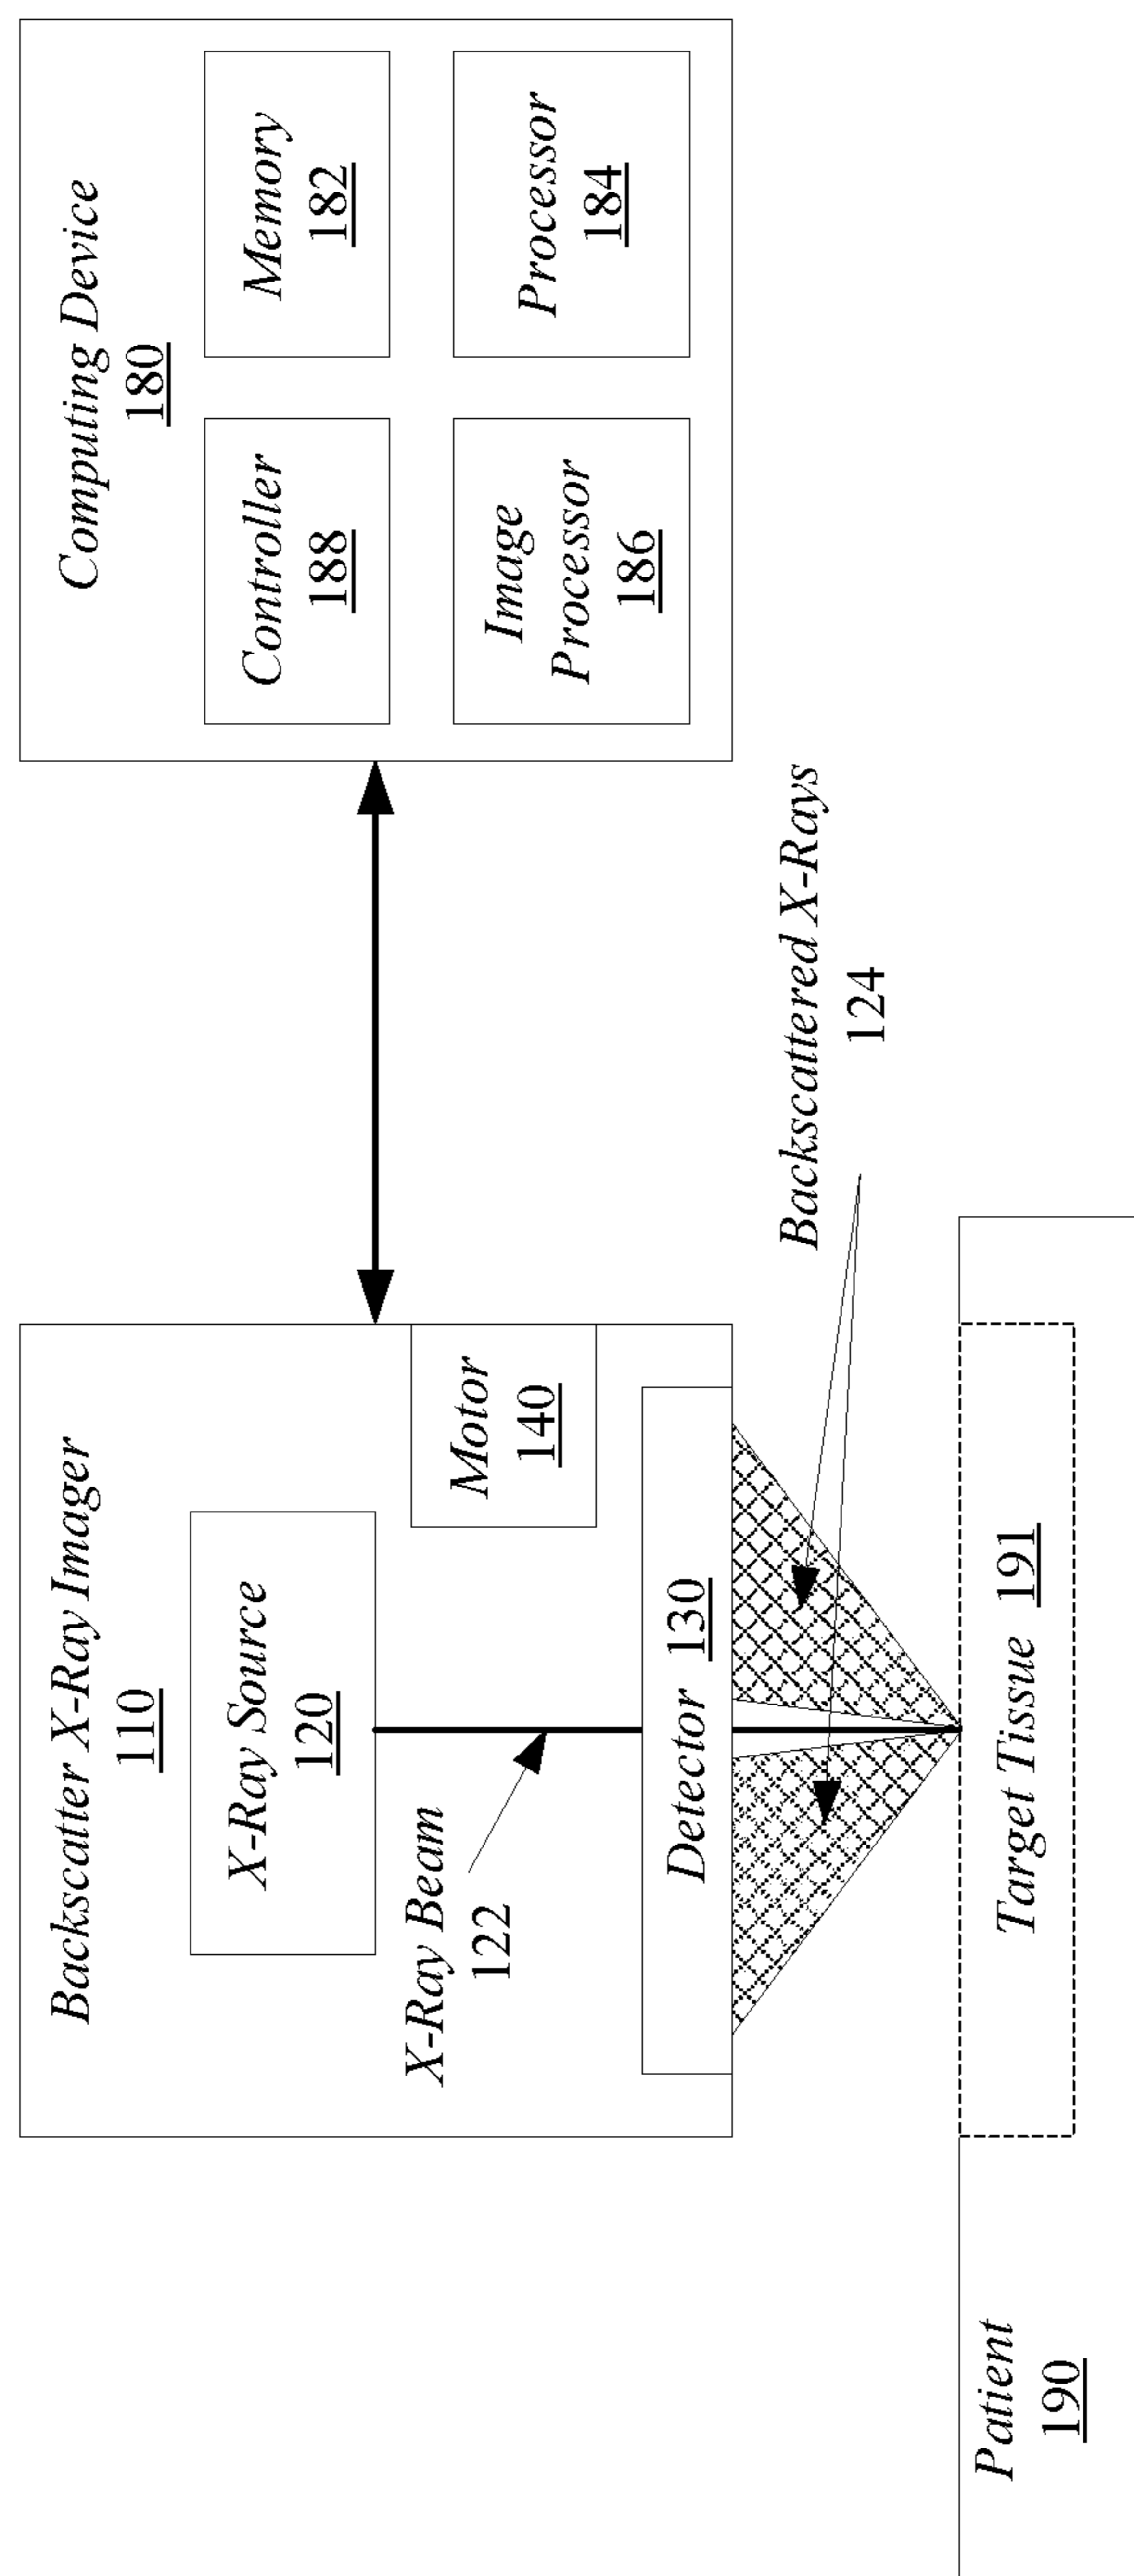 Backscatter X-Ray Imager
110
X-Ray Source
120
X-Ray Beam
122
Motor
140
Detector 130
Computing Device
180
Controller
188
Memory
182
Image
Processor
186
Processor
184
Backscattered X-Rays
124
Patient
190
Target Tissue 191